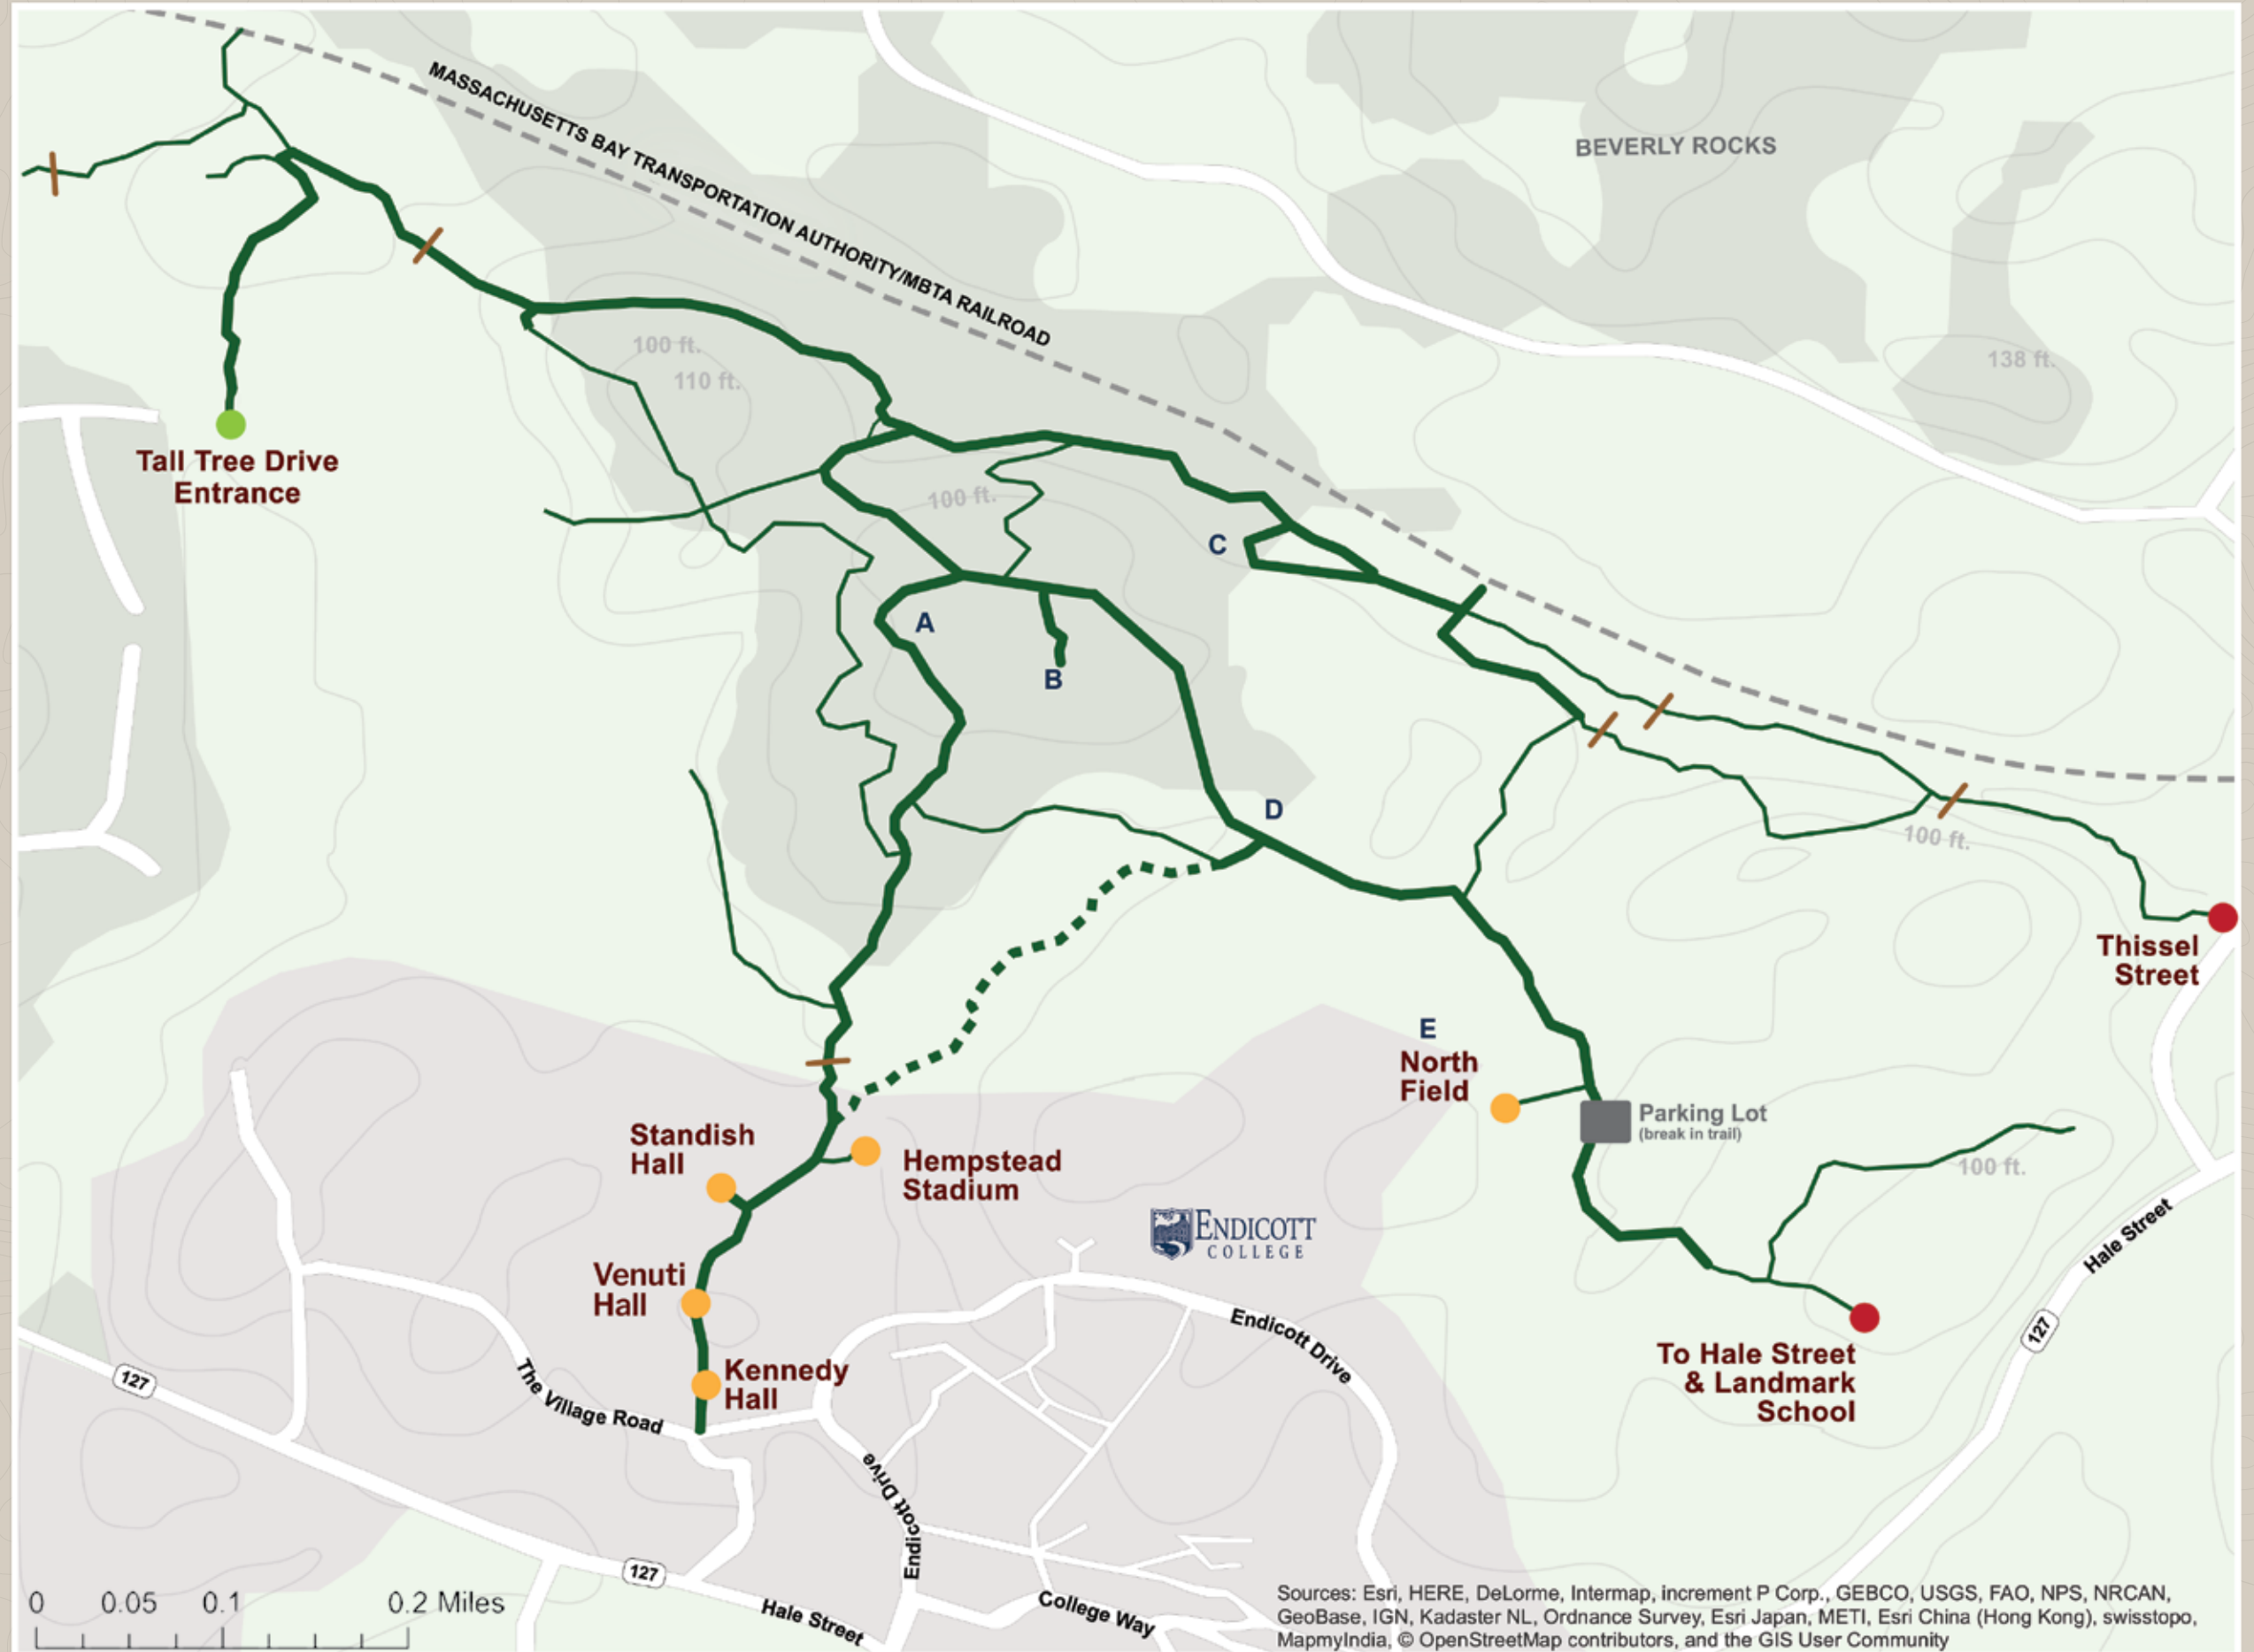 MASSACHUSETTS BAY TRANSPORTATION AUTHORITY/MBTA RAILROAD
BEVERLY ROCKS
138 ft.
100 ft.
110 ft.
Tall Tree Drive
Entrance
100 ft.
C
A
B
D
100 ft.
Thissel
Street
E
North
Field
Parking Lot
(break in trail)
Standish
Hall
Hempstead
Stadium
100 ft.
ENDICOTT
COLLEGE
Hale Street
Venuti
Hall
Endicott Drive
127
To Hale Street
& Landmark
School
Kennedy
Hall
127
The Village Road
Endicott Drive
Endicott
127
Hale Street
College Way
0 0.05 0.1 0.2 Miles
Sources: Esri, HERE, DeLorme, Intermap, increment P Corp., GEBCO, USGS, FAO, NPS, NRCAN,
GeoBase, IGN, Kadaster NL, Ordnance Survey, Esri Japan, METI, Esri China (Hong Kong), swisstopo,
MapmyIndia, © OpenStreetMap contributors, and the GIS User Community